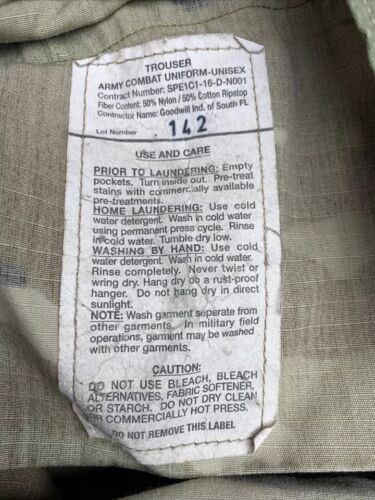 TROUSER
ARMY COMBAT UNIFORM-UNISEX
Contract Number: SPE1C1-16-D-N001
Fiber Content: 50% Nylon / 50% Cotton Ripstop
Contractor Name: Goodwill Ind. of South FL
Lot Number 142
USE AND CARE
PRIOR TO LAUNDERING: Empty
pockets. Turn inside out. Pre-treat
stains with commercially available
pre-treatments.
HOME LAUNDERING: Use cold
water detergent. Wash in cold water
using permanent press cycle. Rinse
in cold water. Tumble dry low.
WASHING BY HAND: Use cold
water detergent. Wash in cold water.
Rinse completely. Never twist or
wring dry. Hang dry on a rust-proof
hanger. Do not hang dry in direct
sunlight.
NOTE: Wash garment separate from
other garments. In military field
operations, garment may be washed
with other garments.
CAUTION:
DO NOT USE BLEACH, BLEACH
ALTERNATIVES, FABRIC SOFTENER,
OR STARCH. DO NOT DRY CLEAN
OR COMMERCIALLY HOT PRESS.
DO NOT REMOVE THIS LABEL